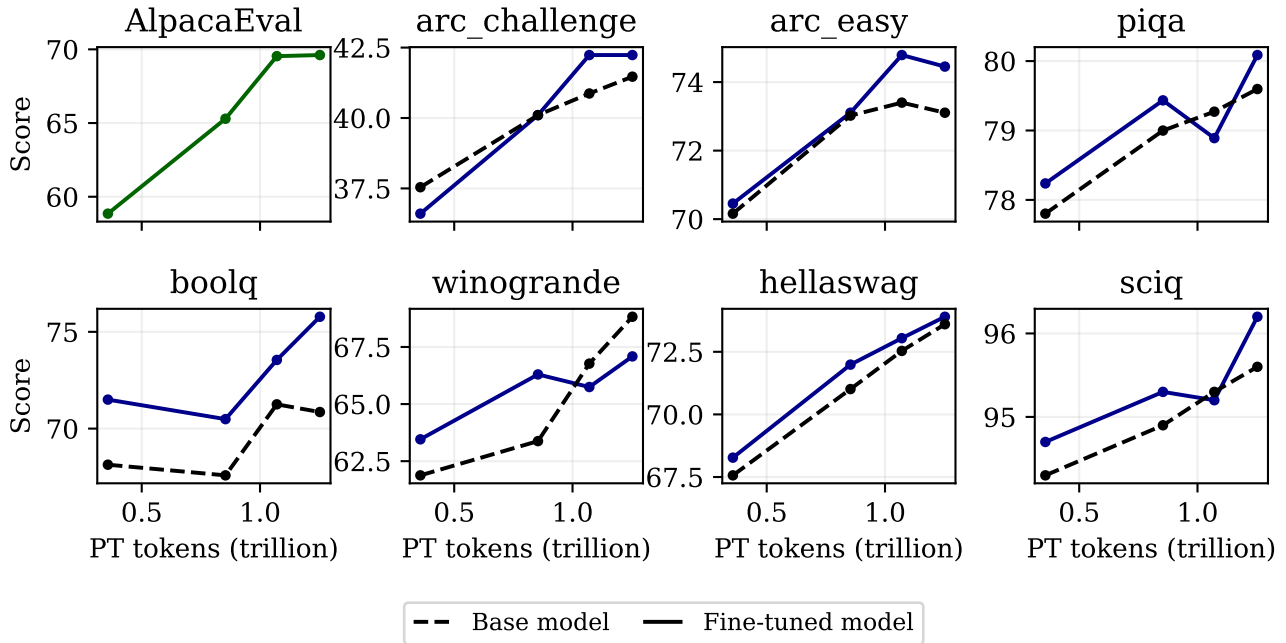 AlpacaEval
arc_challenge
arc_easy
piqa
Score
70
65
60
42.5
40.0
37.5
74
72
70
80
79
78
boolq
winogrande
hellaswag
sciq
Score
75
70
67.5
65.0
62.5
72.5
70.0
67.5
96
95
0.5 1.0
0.5 1.0
0.5 1.0
0.5 1.0
PT tokens (trillion)
PT tokens (trillion)
PT tokens (trillion)
PT tokens (trillion)
Base model
Fine-tuned model